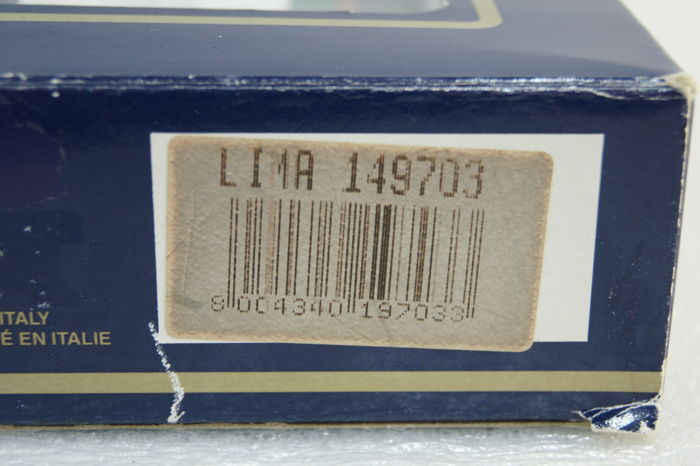 LIMA 149703
8 004340 197033
ITALY
É EN ITALIE